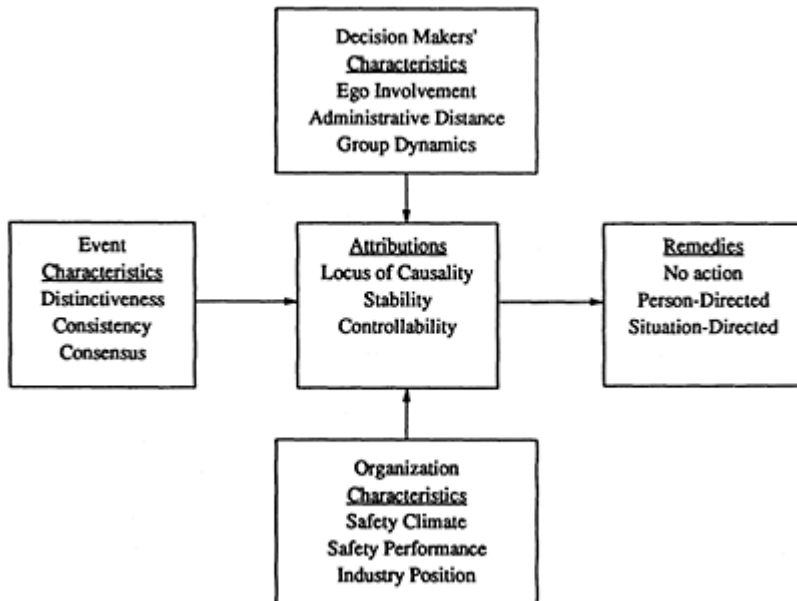 Decision Makers'
Characteristics
Ego Involvement
Administrative Distance
Group Dynamics
Event
Characteristics
Distinctiveness
Consistency
Consensus
Attributions
Locus of Causality
Stability
Controllability
Remedies
No action
Person-Directed
Situation-Directed
Organization
Characteristics
Safety Climate
Safety Performance
Industry Position